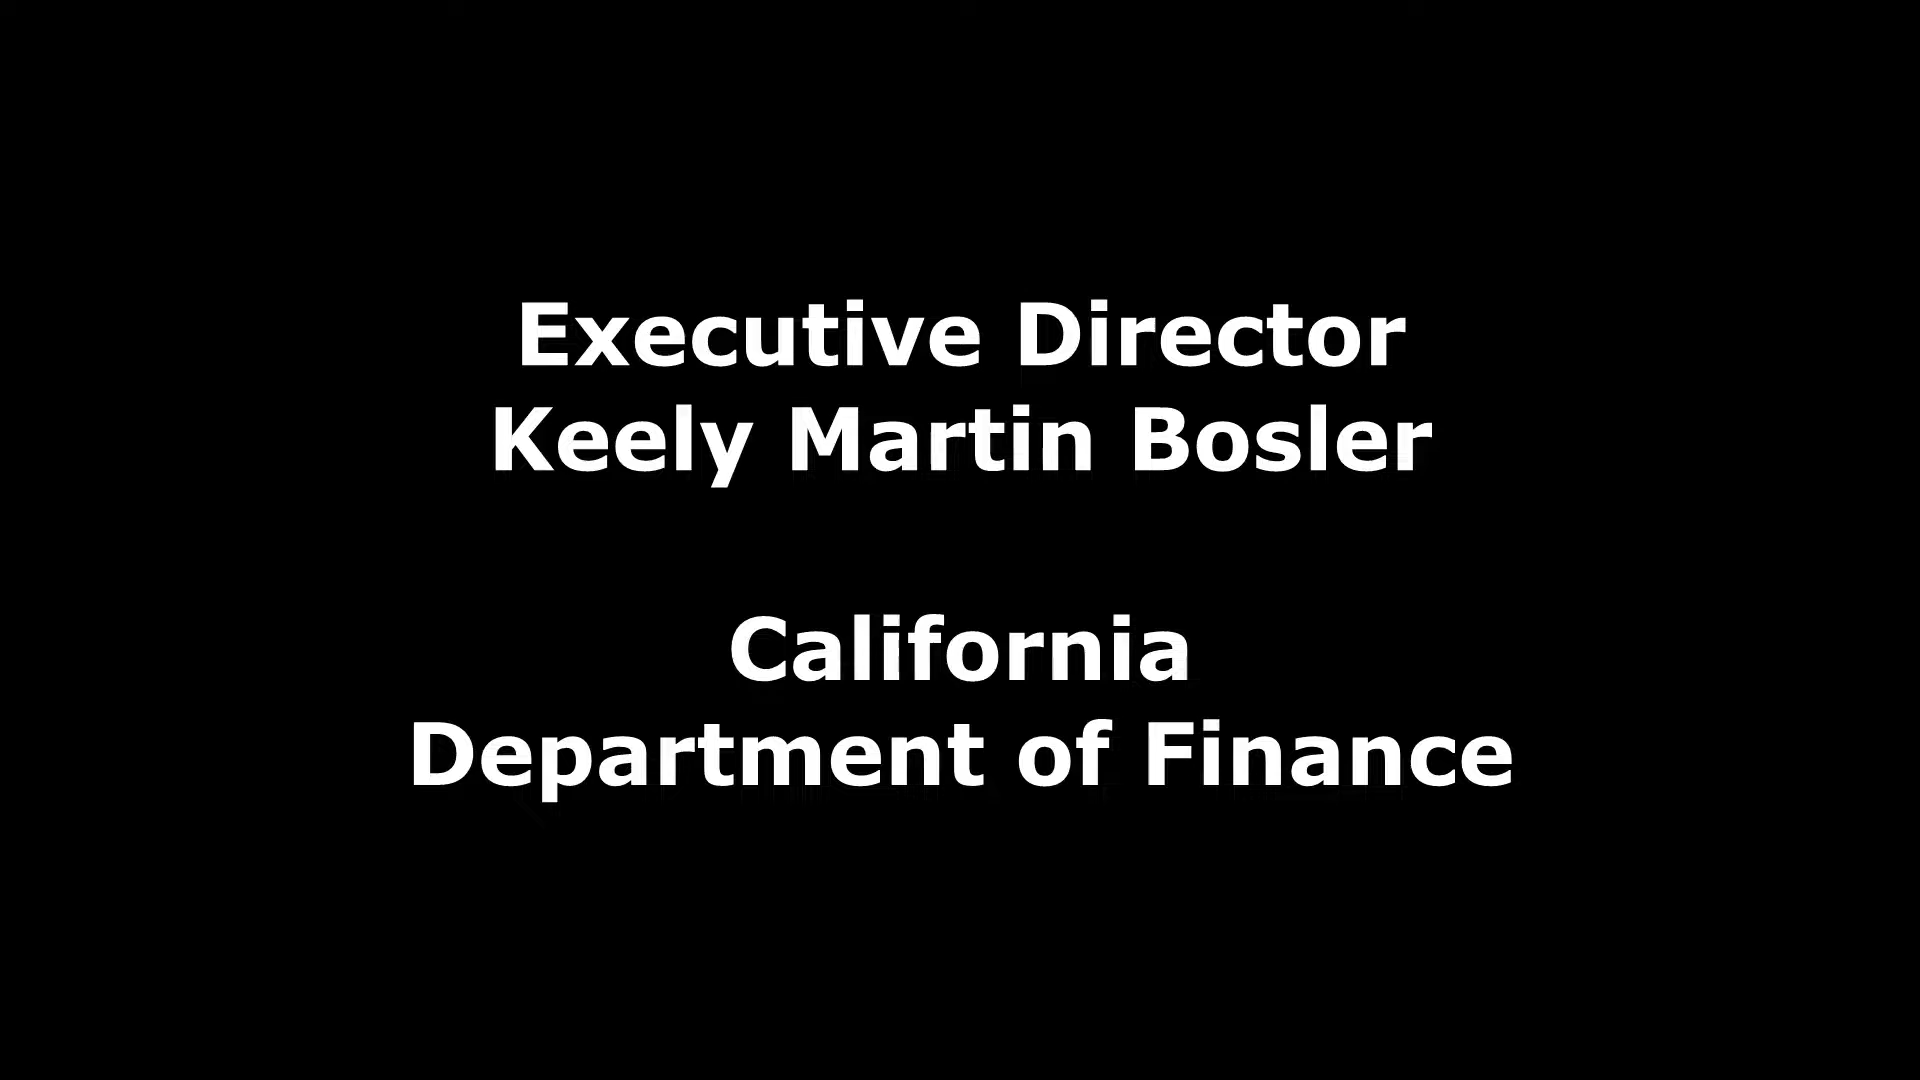 Executive Director
Keely Martin Bosler
California
Department of Finance